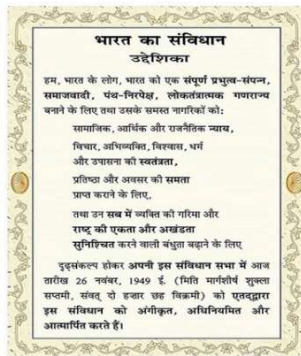 भारत का संविधान
उद्देशिका
हम, भारत के लोग, भारत को एक संपूर्ण प्रभुत्व-संपन्न,
समाजवादी, पंथ-निरपेक्ष, लोकतंत्रात्मक गणराज्य
बनाने के लिए तथा उसके समस्त नागरिकों को:
सामाजिक, आर्थिक और राजनैतिक न्याय,
विचार, अभिव्यक्ति, विश्वास, धर्म
और उपासना की स्वतंत्रता,
प्रतिष्ठा और अवसर की समता
प्राप्त कराने के लिए,
तथा उन सब में व्यक्ति की गरिमा और
राष्ट्र की एकता और अखंडता
सुनिश्चित करने वाली बंधुता बढ़ाने के लिए
दृढ़संकल्प होकर अपनी इस संविधान सभा में आज
तारीख 26 नवंबर, 1949 ई. (मिति मार्गशीर्ष शुक्ला
सप्तमी, संवत् दो हजार छह विक्रमी) को एतद्द्वारा
इस संविधान को अंगीकृत, अधिनियमित और
आत्मार्पित करते हैं।